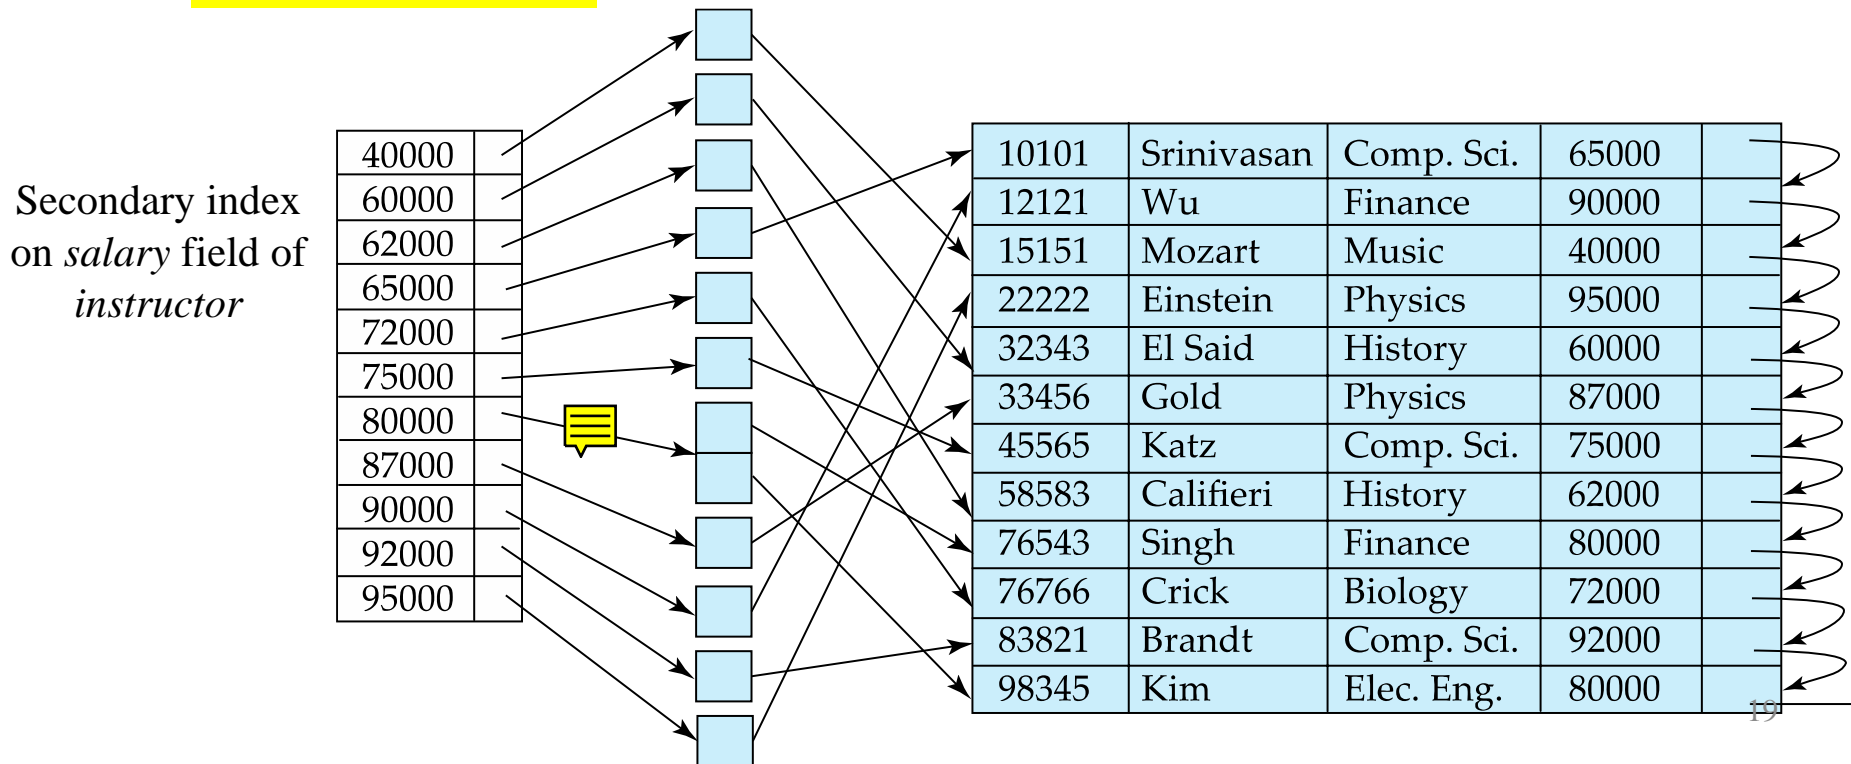 Secondary index
on salary field of
instructor
40000
60000
62000
65000
72000
75000
80000
87000
90000
92000
95000
10101 Srinivasan Comp. Sci. 65000
12121 Wu Finance 90000
15151 Mozart Music 40000
22222 Einstein Physics 95000
32343 El Said History 60000
33456 Gold Physics 87000
45565 Katz Comp. Sci. 75000
58583 Califieri History 62000
76543 Singh Finance 80000
76766 Crick Biology 72000
83821 Brandt Comp. Sci. 92000
98345 Kim Elec. Eng. 80000
19